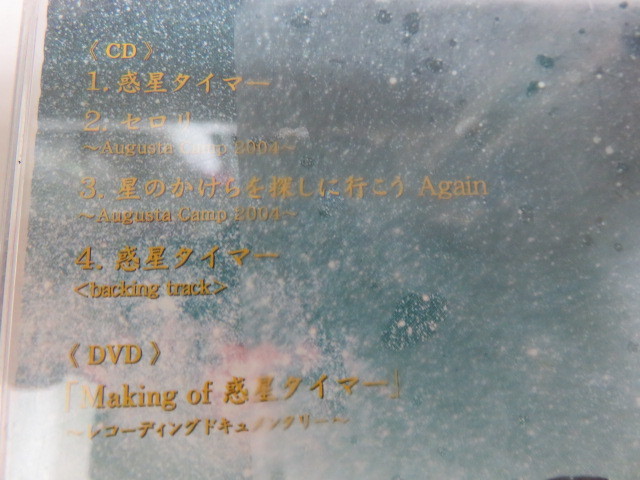 《 CD 》
1. 惑星タイマー
2. セロリ
〜Augusta Camp 2004〜
3. 星のかけらを探しに行こう Again
〜Augusta Camp 2004〜
4. 惑星タイマー
<backing track>
《 DVD 》
「Making of 惑星タイマー」
〜レコーディングドキュメンタリー〜